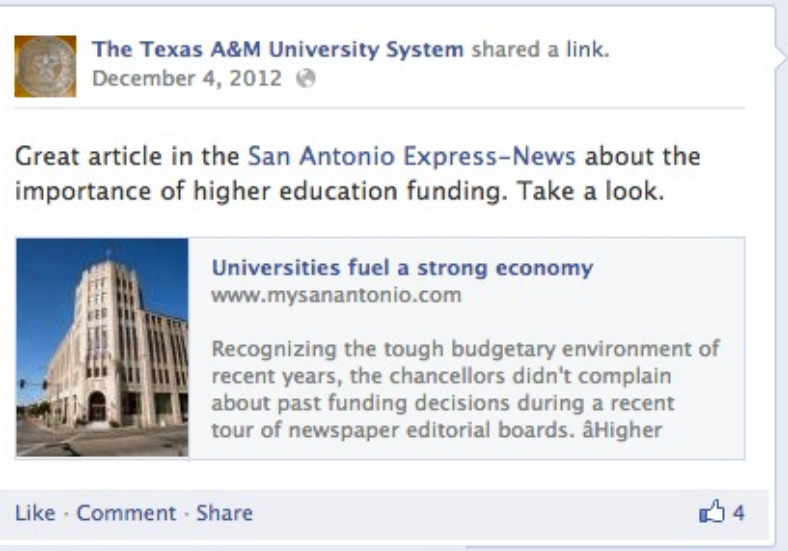 The Texas A&M University System shared a link.
December 4, 2012
Great article in the San Antonio Express-News about the
importance of higher education funding. Take a look.
Universities fuel a strong economy
www.mysanantonio.com
Recognizing the tough budgetary environment of
recent years, the chancellors didn't complain
about past funding decisions during a recent
tour of newspaper editorial boards. âHigher
Like · Comment · Share
4